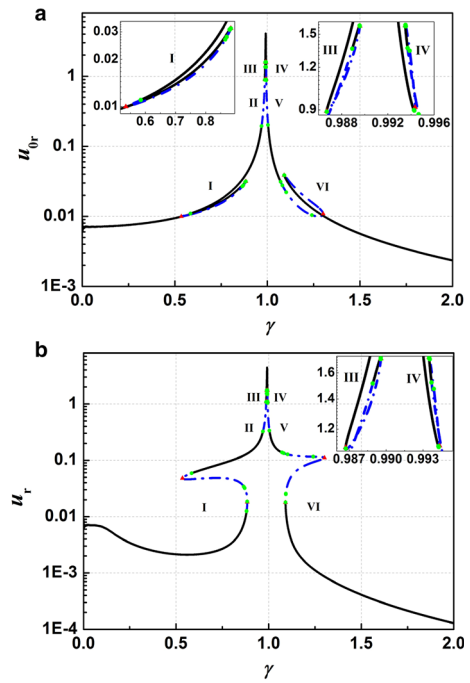 a
0.03
0.02
0.01
0.6 0.7 0.8
I
1.5
1.2
0.9
0.988 0.992 0.996
III IV
1
0.1
0.01
1E-3
u0r
III IV
II V
I VI
0.0 0.5 1.0 1.5 2.0
γ
b
1.6
1.4
1.2
0.987 0.990 0.993
III IV
1
0.1
0.01
1E-3
1E-4
ur
III IV
II V
I VI
0.0 0.5 1.0 1.5 2.0
γ